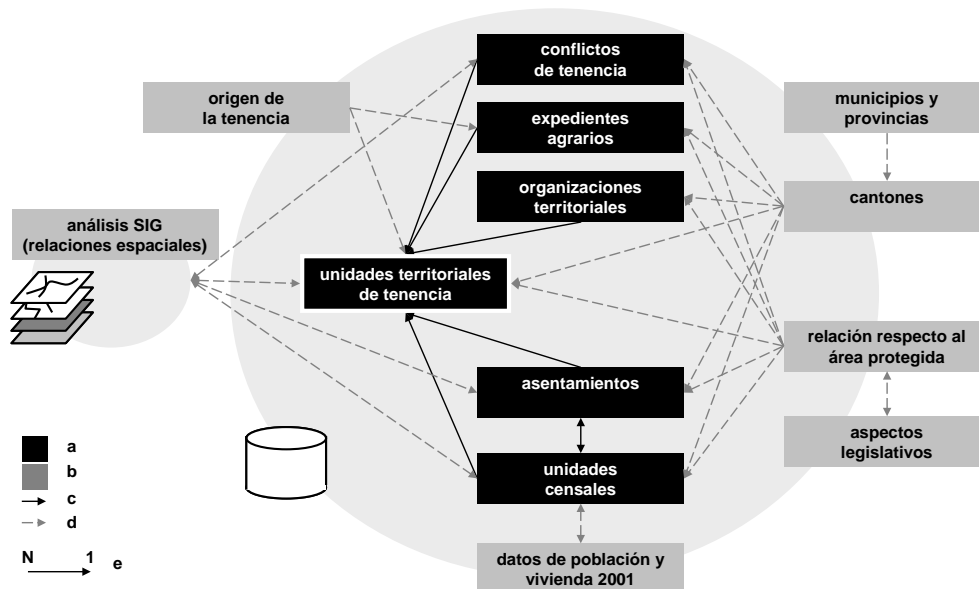 conflictos
de tenencia
origen de
la tenencia
expedientes
agrarios
municipios y
provincias
organizaciones
territoriales
cantones
análisis SIG
(relaciones espaciales)
unidades territoriales
de tenencia
relación respecto al
área protegida
asentamientos
aspectos
legislativos
unidades
censales
datos de población y
vivienda 2001
a
b
c
d
N 1 e